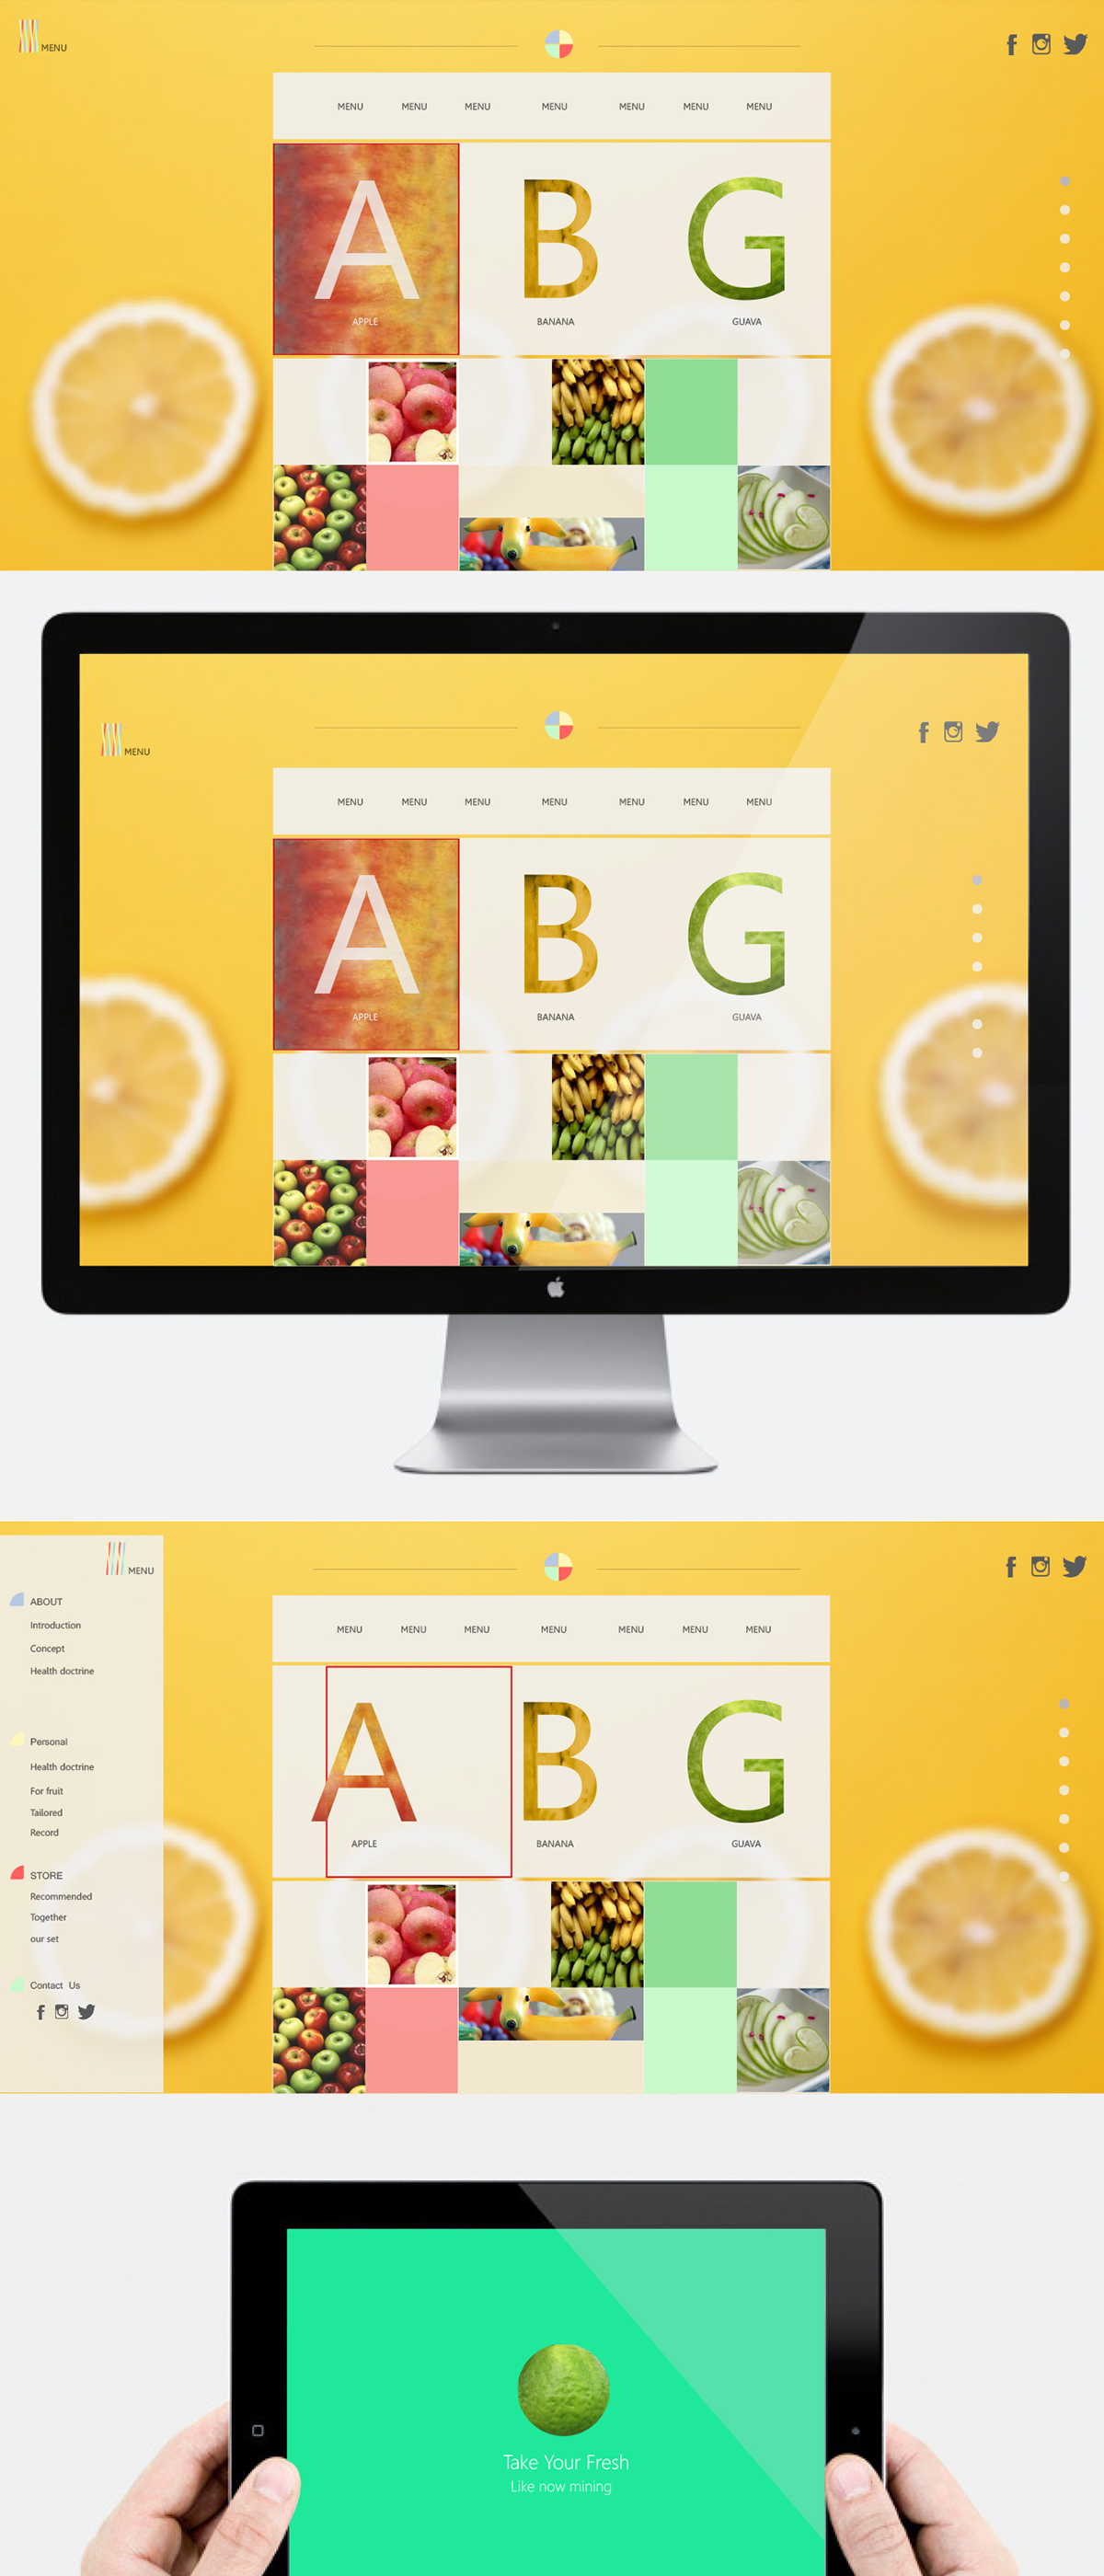 MENU
MENU MENU MENU MENU MENU MENU MENU
A B G
APPLE BANANA GUAVA
MENU
MENU MENU MENU MENU MENU MENU MENU
A B G
APPLE BANANA GUAVA
MENU
ABOUT
Introduction
Concept
Health doctrine
Personal
Health doctrine
For fruit
Tailored
Record
STORE
Recommended
Together
our set
Contact Us
MENU MENU MENU MENU MENU MENU MENU
A B G
APPLE BANANA GUAVA
Take Your Fresh
Like now mining